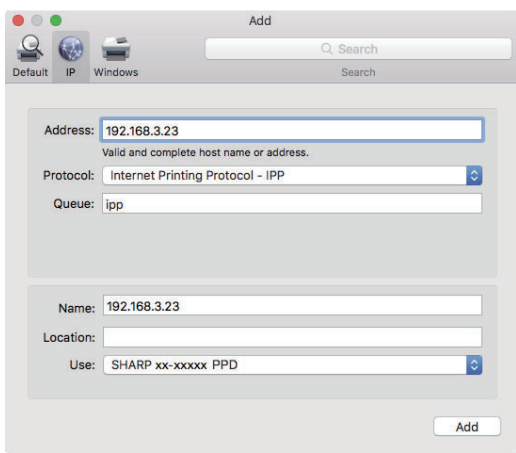 Add
Search
Default IP Windows Search
Address: 192.168.3.23
Valid and complete host name or address.
Protocol: Internet Printing Protocol - IPP
Queue: ipp
Name: 192.168.3.23
Location:
Use: SHARP xx-xxxxx PPD
Add